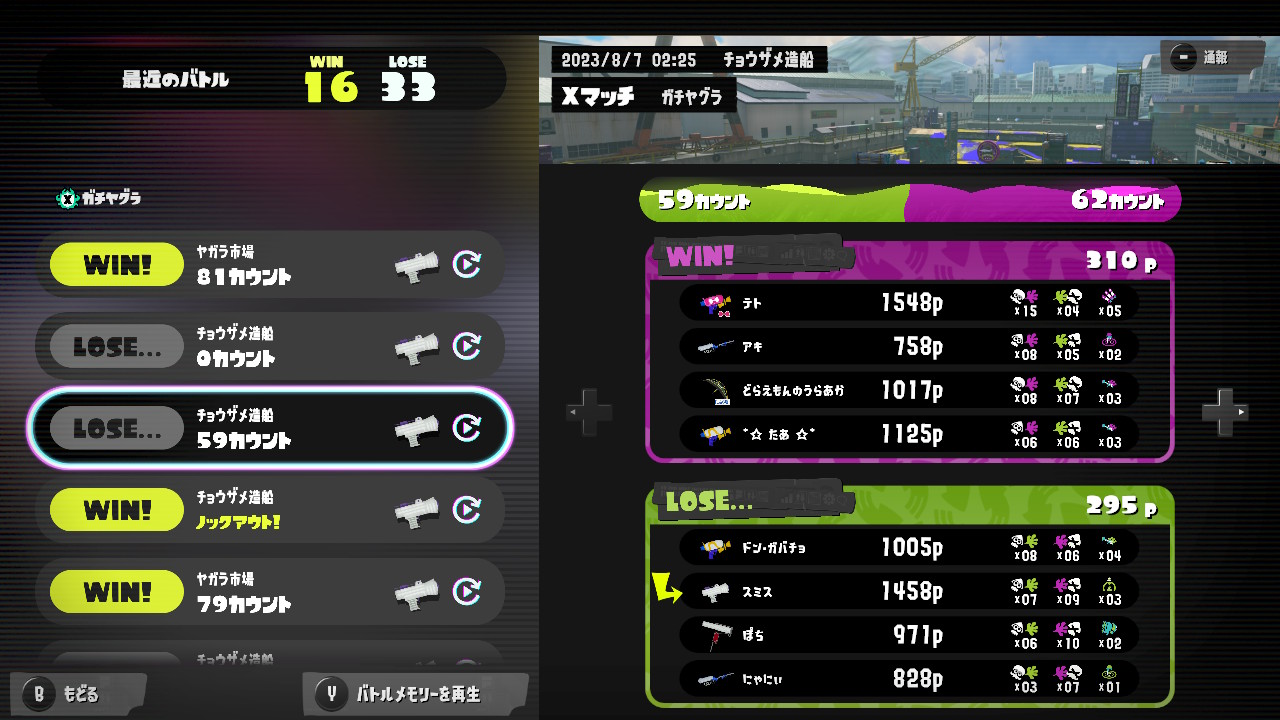 最近のバトル
WIN
16
LOSE
33
X ガチヤグラ
WIN!
ヤガラ市場
81カウント
LOSE...
チョウザメ造船
0カウント
LOSE...
チョウザメ造船
59カウント
WIN!
チョウザメ造船
ノックアウト!
WIN!
ヤガラ市場
79カウント
チョウザメ造船
B もどる
Y バトルメモリーを再生
2023/8/7 02:25 チョウザメ造船
Xマッチ ガチヤグラ
- 通報
59カウント 62カウント
WIN! 310 p
テト 1548p x15 x04 x05
アキ 758p x08 x05 x02
どらえもんのうらあか 1017p x08 x07 x03
*☆ たあ ☆* 1125p x06 x06 x03
LOSE... 295 p
ドン・ガバチョ 1005p x08 x06 x04
スミス 1458p x07 x09 x03
ぱち 971p x06 x10 x02
にゃにぃ 828p x03 x07 x01